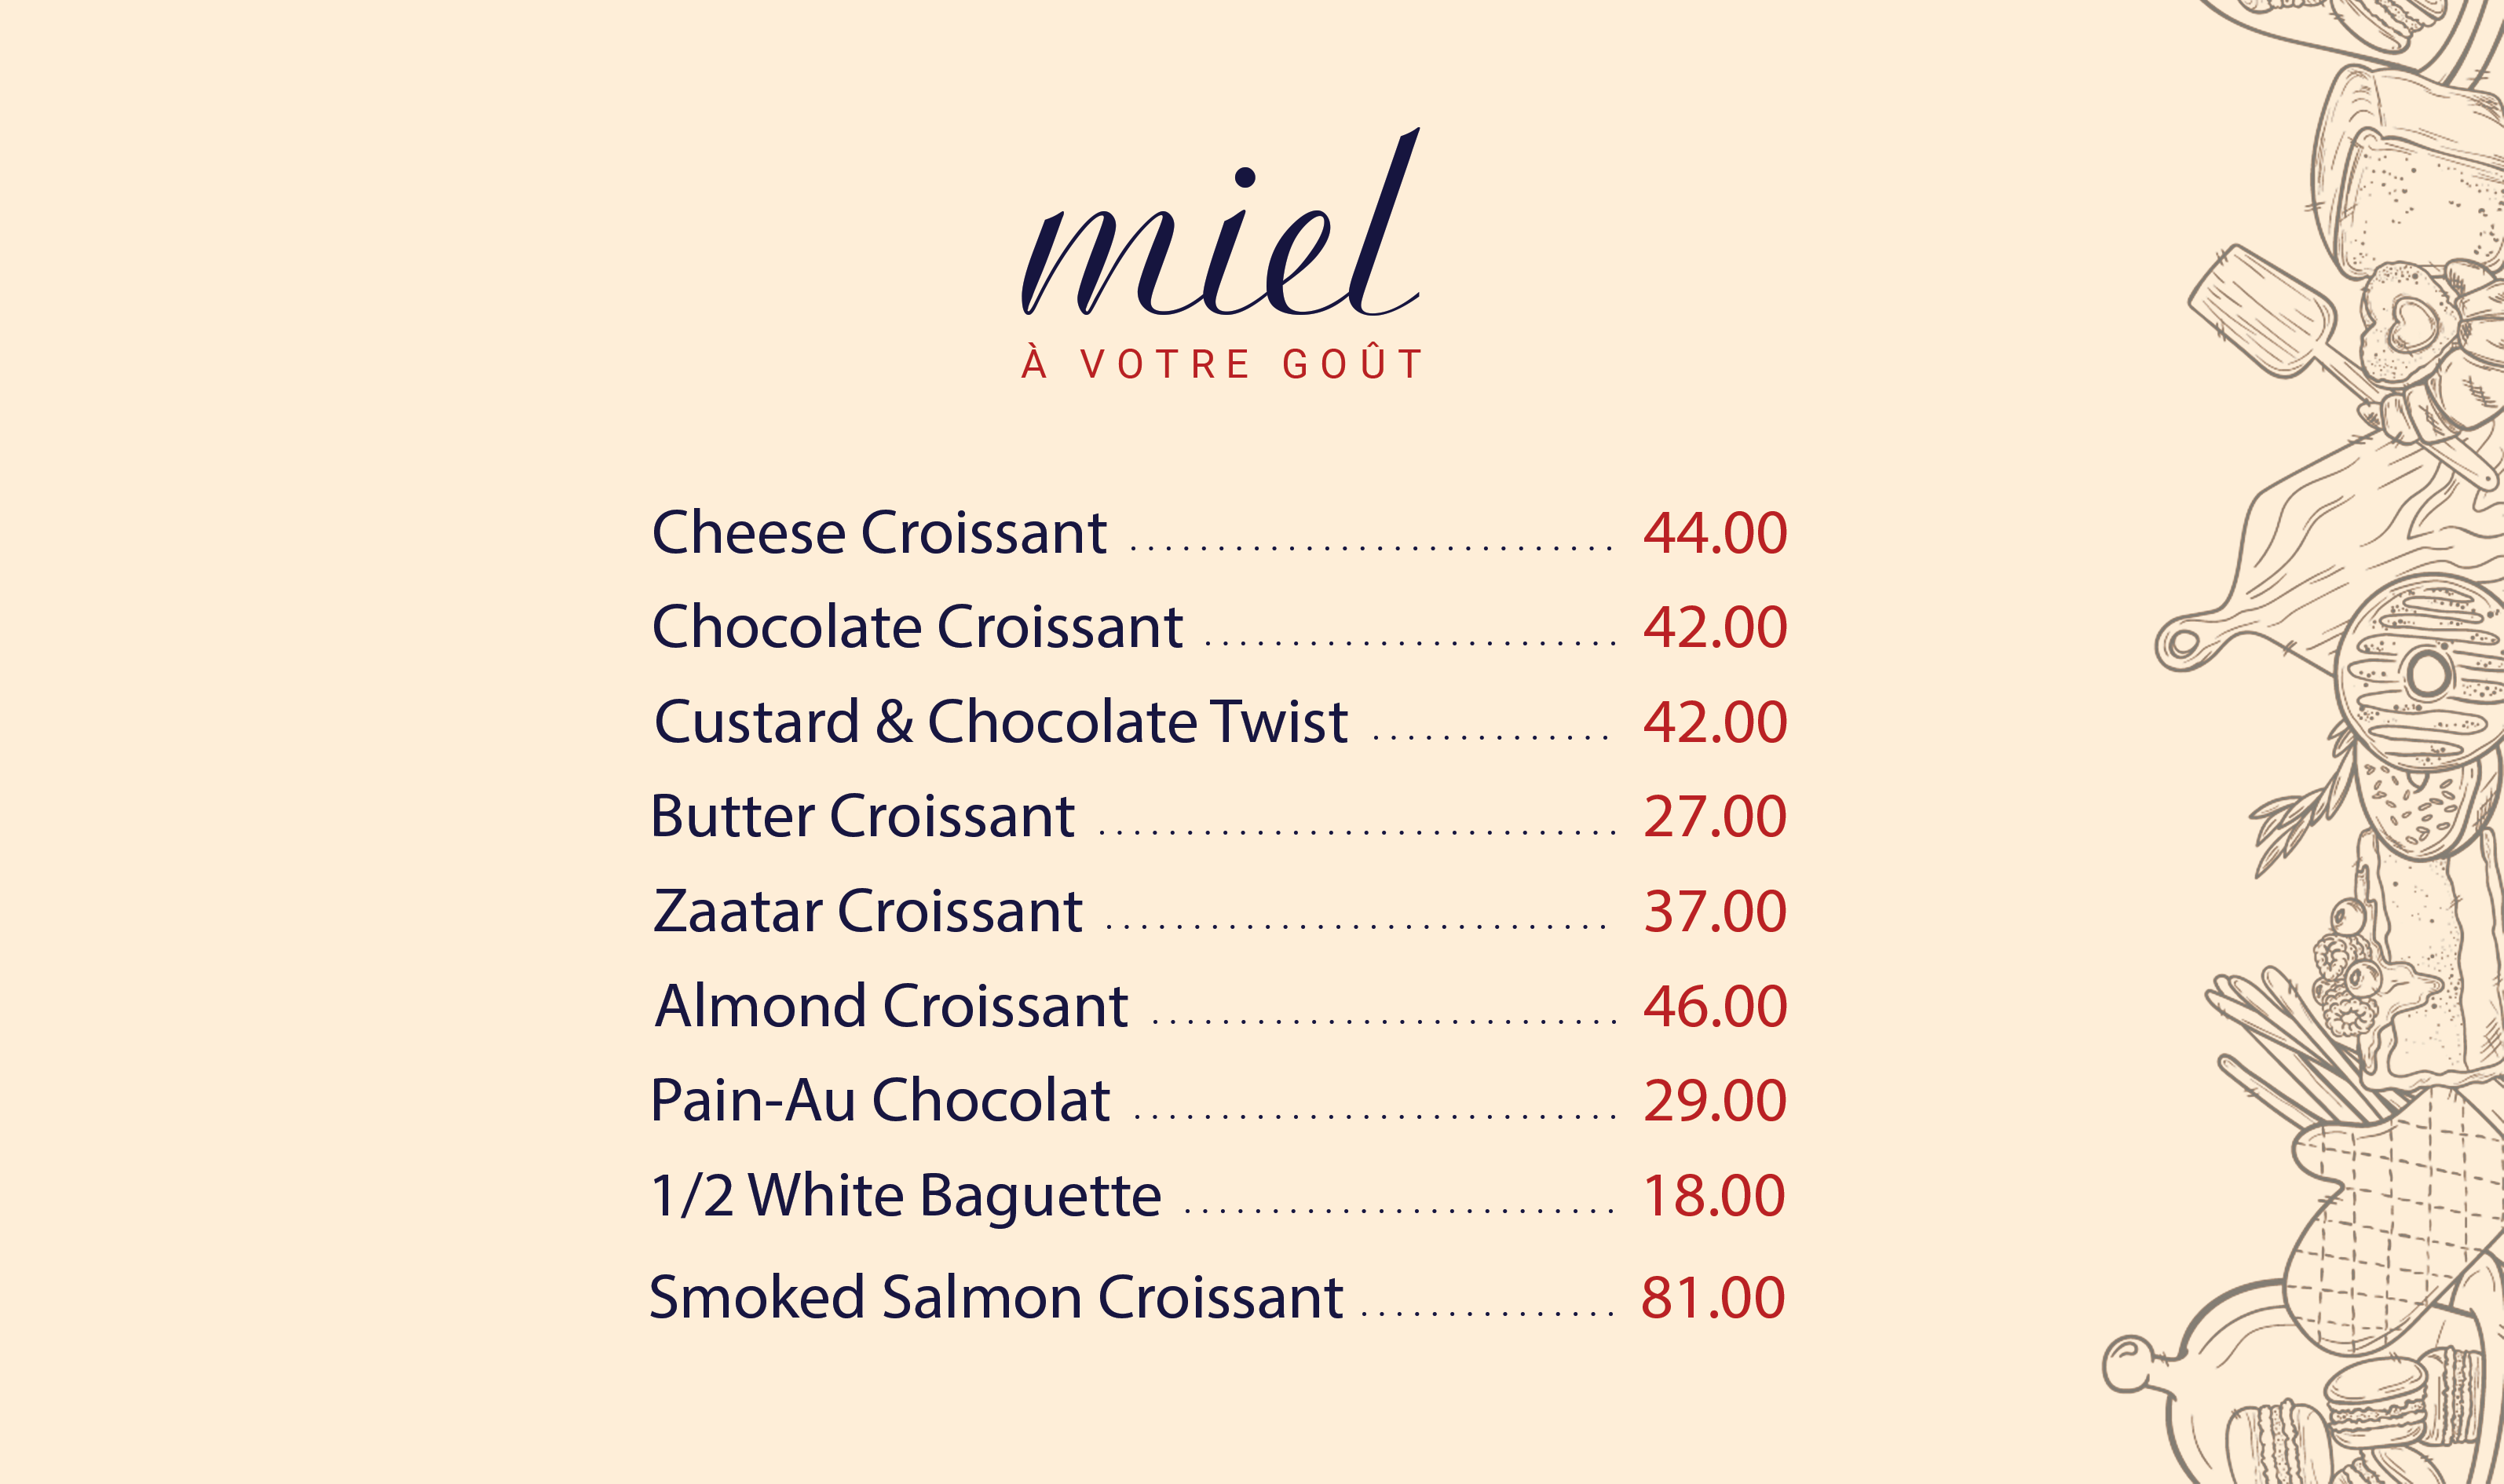 miel
À VOTRE GOÛT
Cheese Croissant ........................... 44.00
Chocolate Croissant ........................ 42.00
Custard & Chocolate Twist .............. 42.00
Butter Croissant .............................. 27.00
Zaatar Croissant ............................. 37.00
Almond Croissant ........................... 46.00
Pain-Au Chocolat ............................ 29.00
1/2 White Baguette ......................... 18.00
Smoked Salmon Croissant ............... 81.00